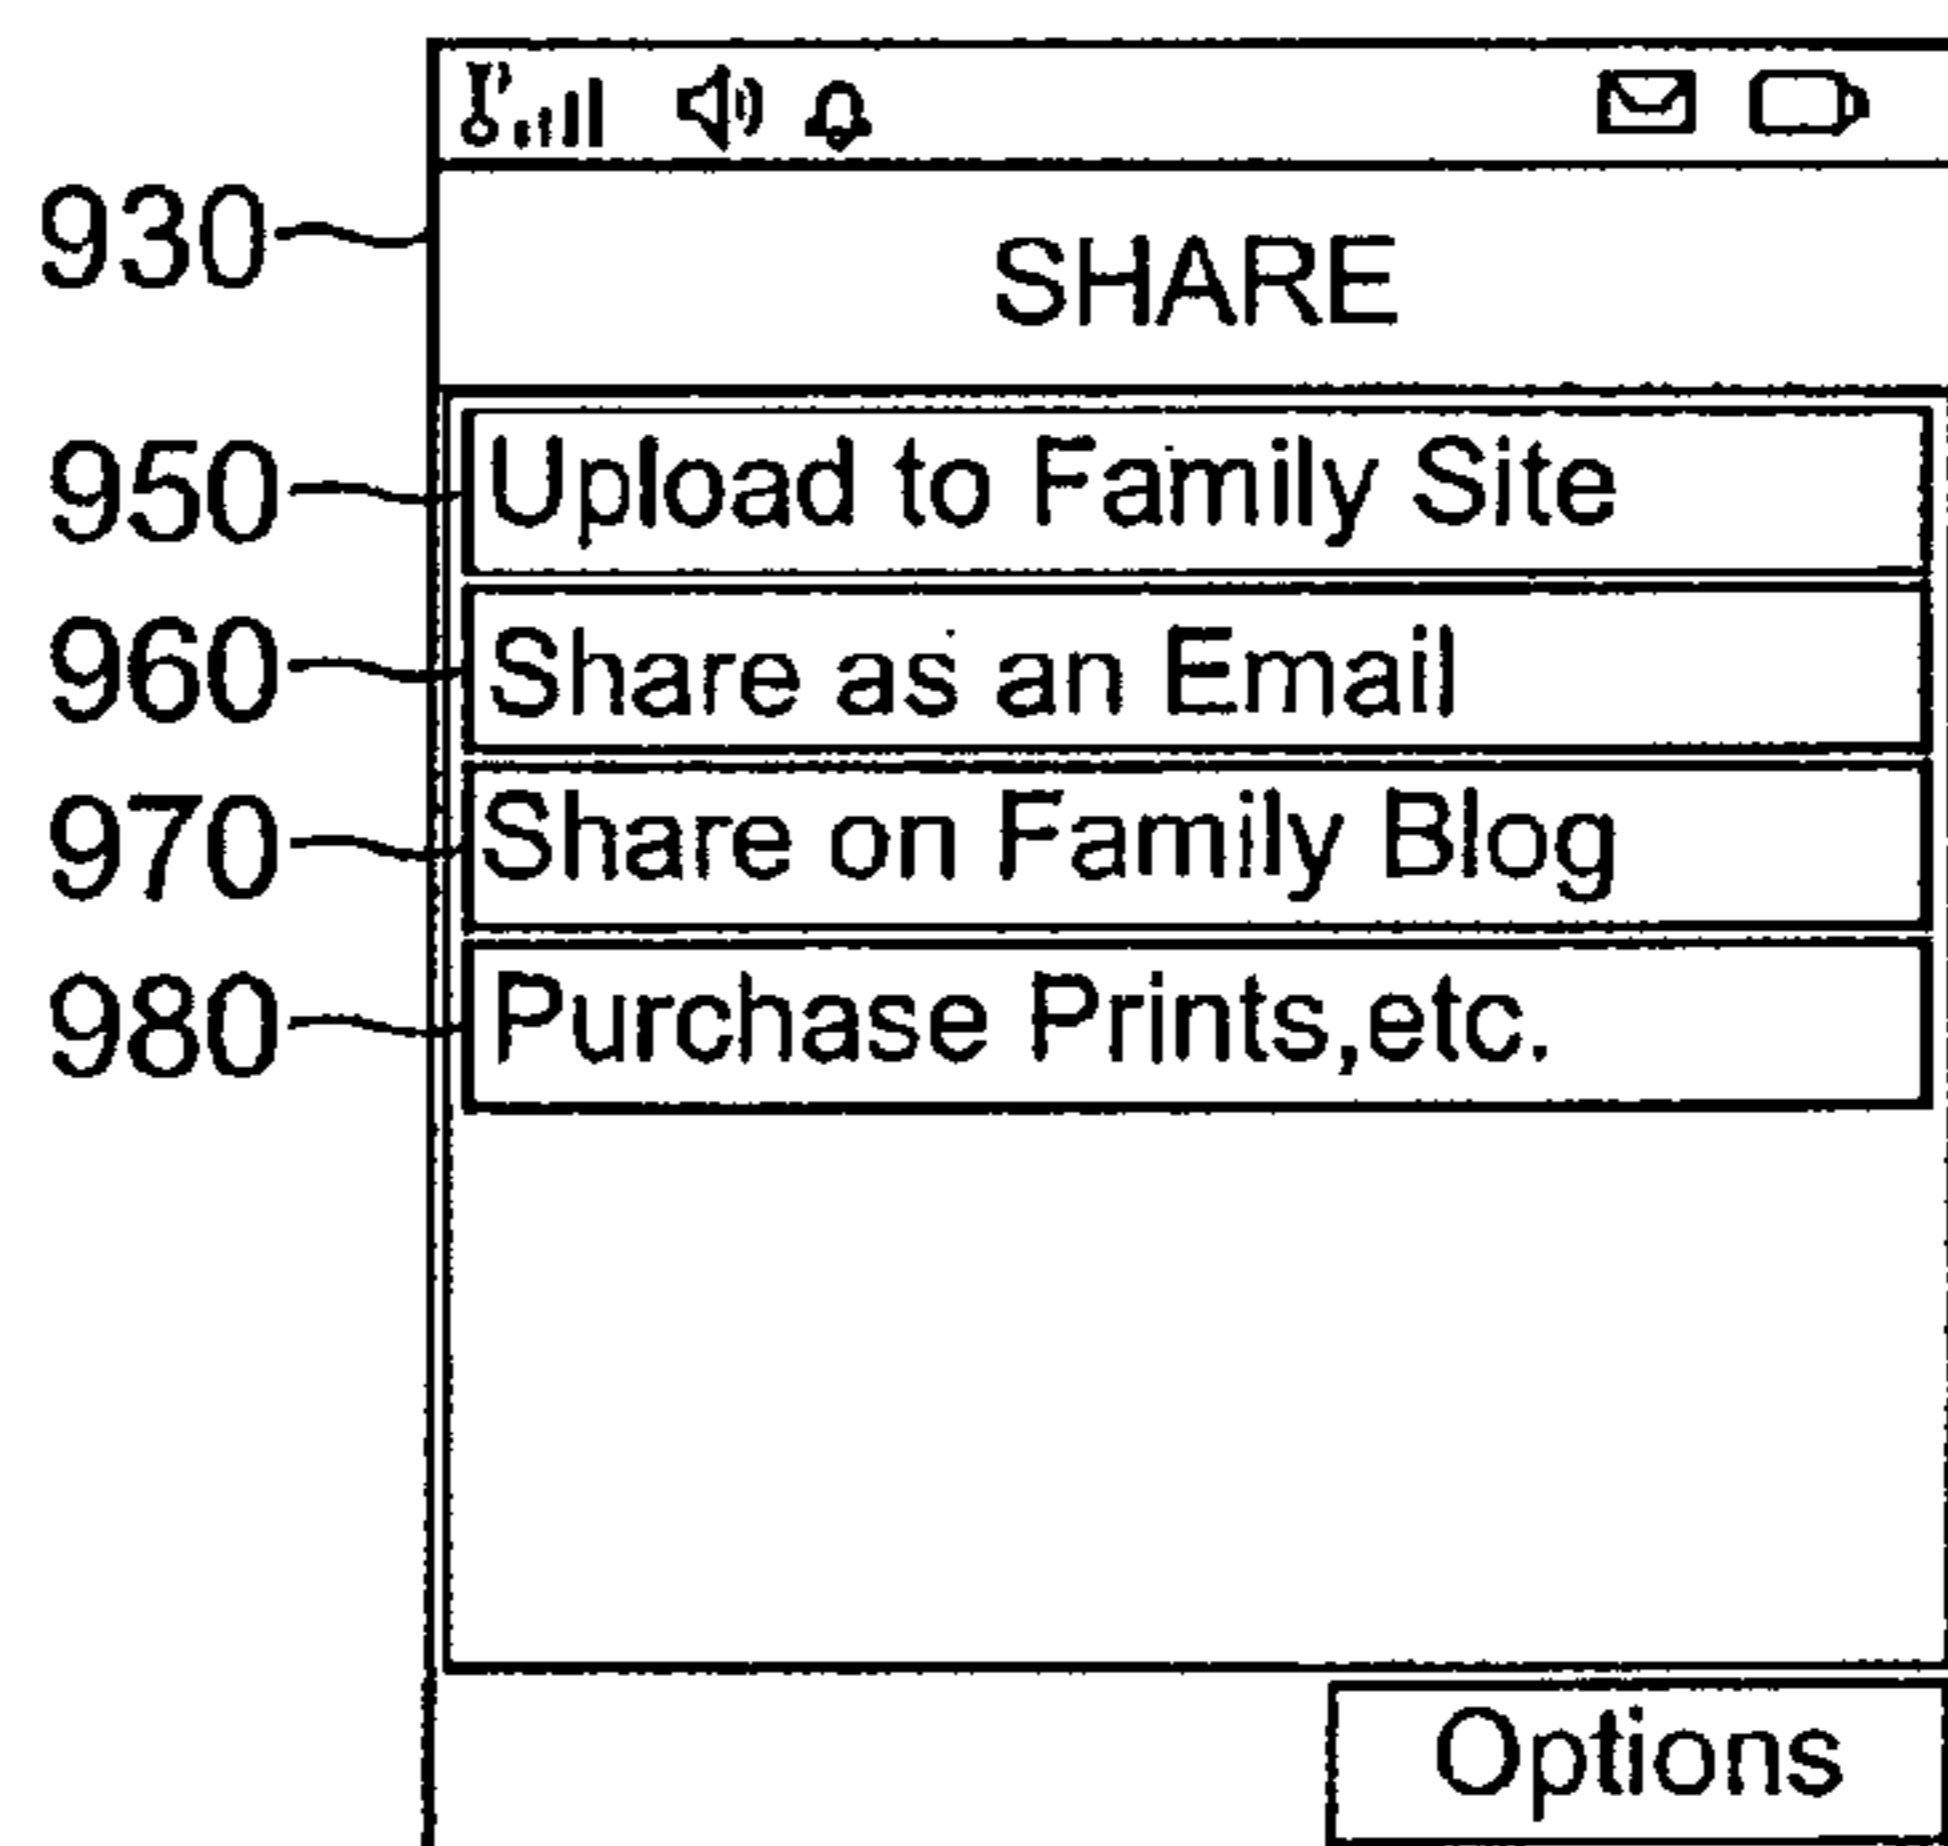 930
SHARE
950 Upload to Family Site
960 Share as an Email
970 Share on Family Blog
980 Purchase Prints,etc.
Options